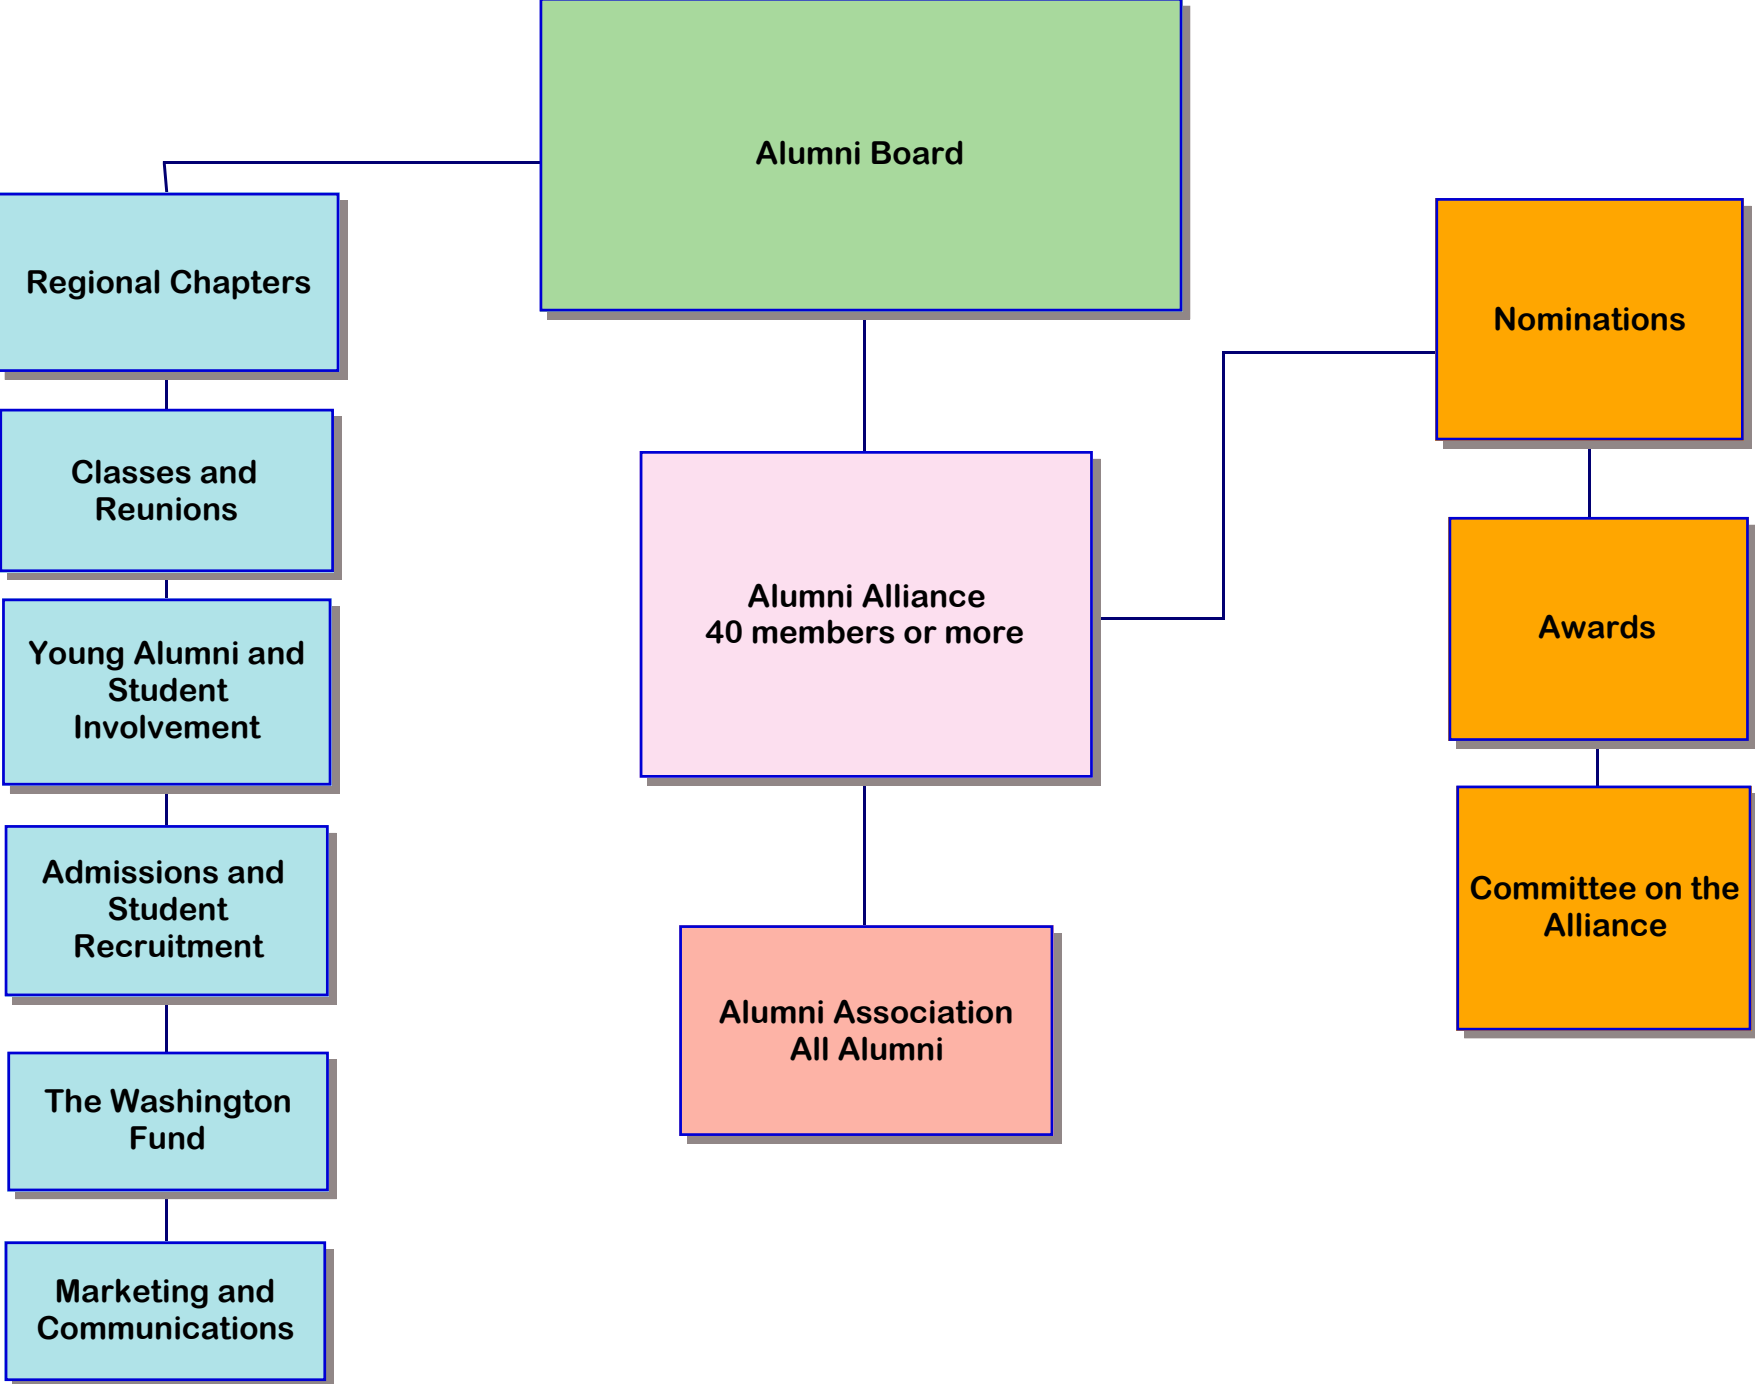 Alumni Board
Regional Chapters
Classes and
Reunions
Young Alumni and
Student
Involvement
Admissions and
Student
Recruitment
The Washington
Fund
Marketing and
Communications
Alumni Alliance
40 members or more
Alumni Association
All Alumni
Nominations
Awards
Committee on the
Alliance